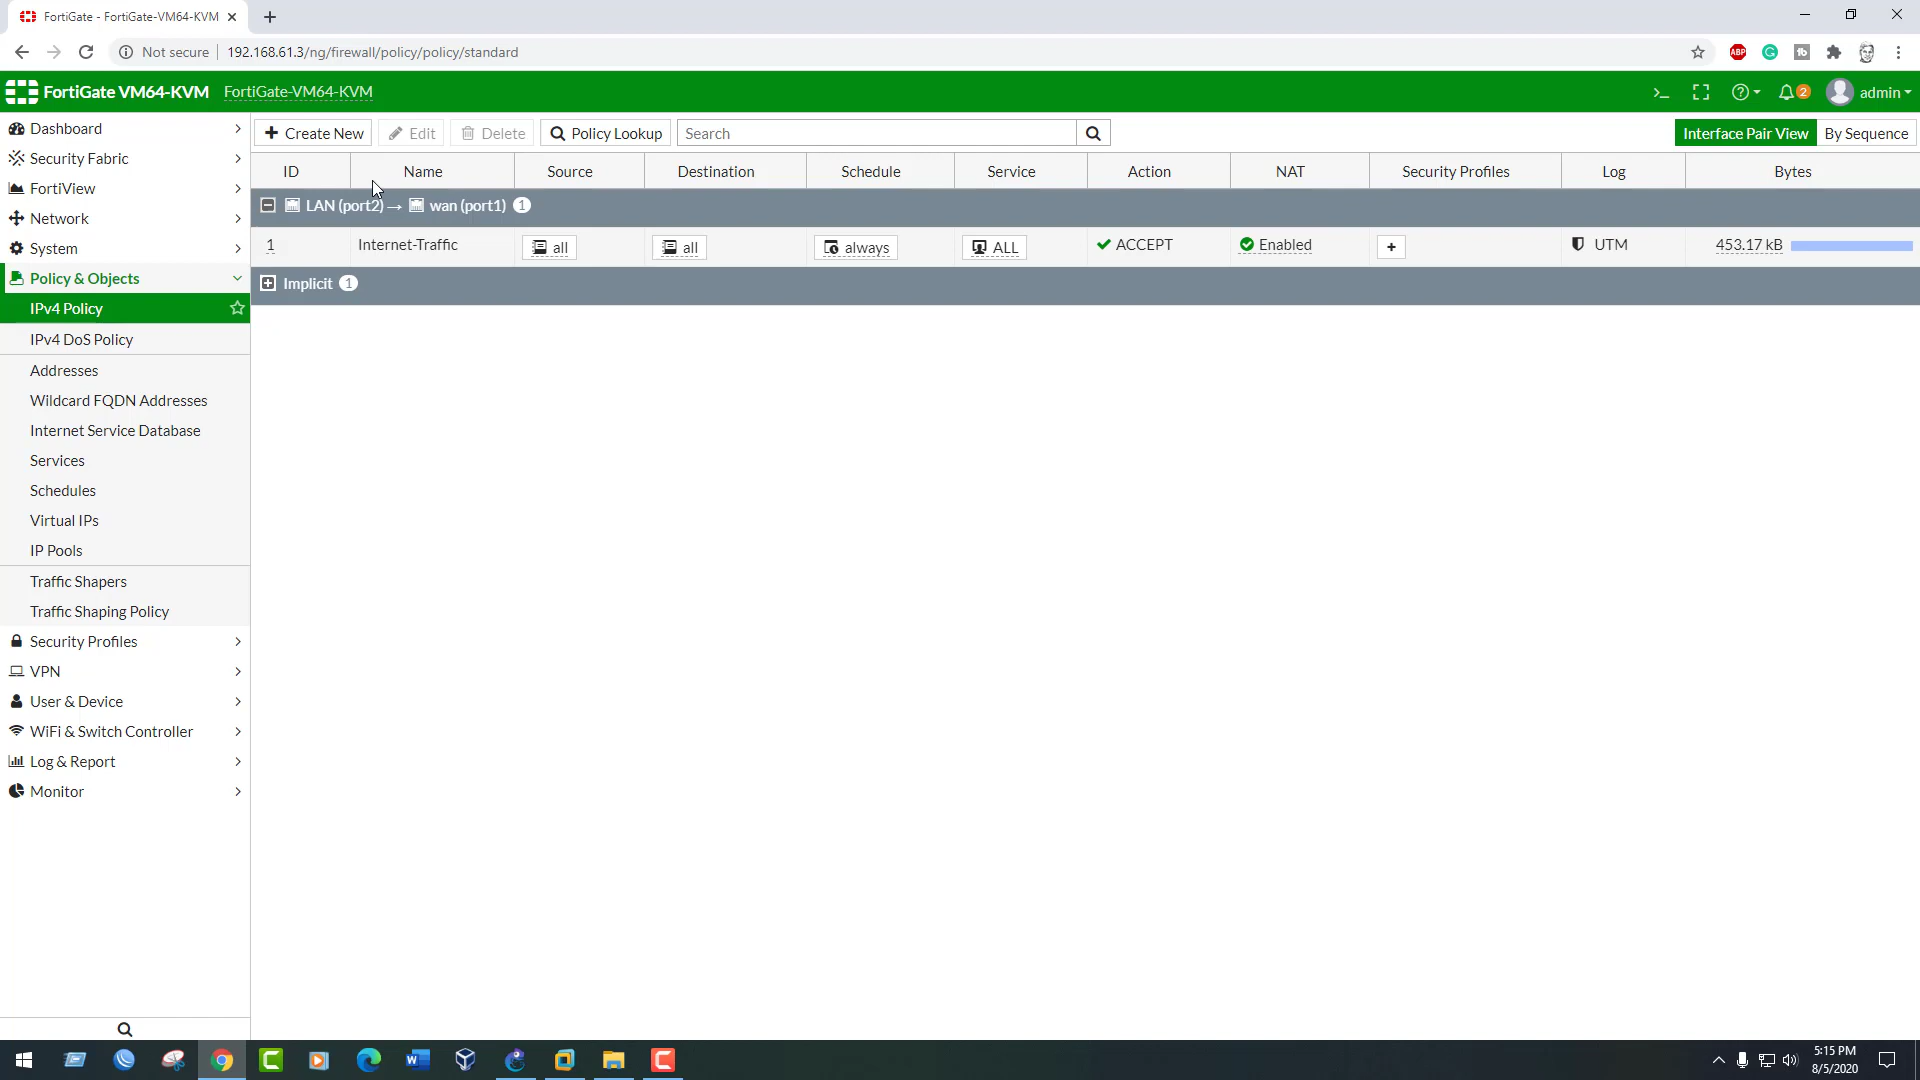 FortiGate - FortiGate-VM64-KVM
Not secure 192.168.61.3/ng/firewall/policy/policy/standard
ABP
FortiGate VM64-KVM FortiGate-VM64-KVM
>_ 2 admin
Dashboard
Security Fabric
FortiView
Network
System
Policy & Objects
IPv4 Policy
IPv4 DoS Policy
Addresses
Wildcard FQDN Addresses
Internet Service Database
Services
Schedules
Virtual IPs
IP Pools
Traffic Shapers
Traffic Shaping Policy
Security Profiles
VPN
User & Device
WiFi & Switch Controller
Log & Report
Monitor
+ Create New Edit Delete Policy Lookup Search Interface Pair View By Sequence
ID Name Source Destination Schedule Service Action NAT Security Profiles Log Bytes
LAN (port2) → wan (port1) 1
1 Internet-Traffic all all always ALL ACCEPT Enabled + UTM 453.17 kB
Implicit 1
5:15 PM
8/5/2020